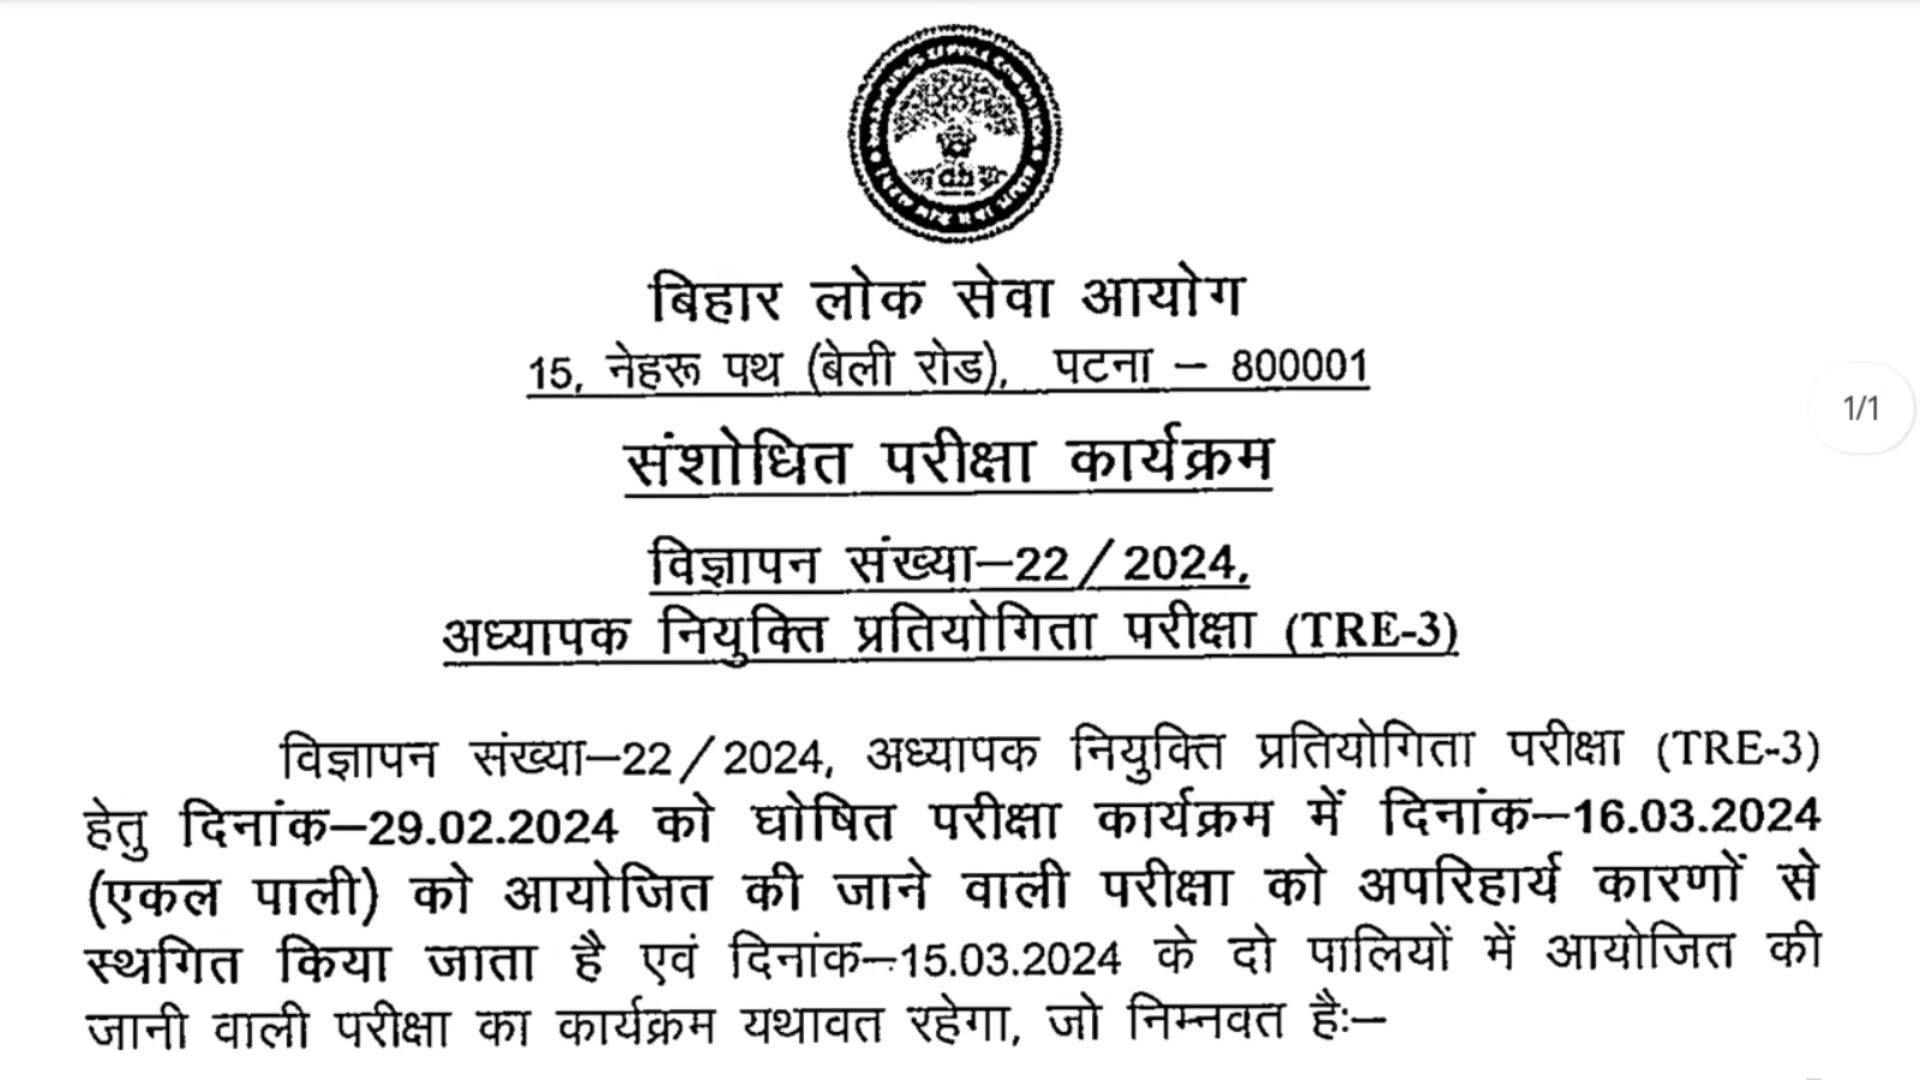 बिहार लोक सेवा आयोग
15, नेहरू पथ (बेली रोड), पटना – 800001
संशोधित परीक्षा कार्यक्रम
विज्ञापन संख्या–22/2024,
अध्यापक नियुक्ति प्रतियोगिता परीक्षा (TRE-3)
1/1
विज्ञापन संख्या–22/2024, अध्यापक नियुक्ति प्रतियोगिता परीक्षा (TRE-3)
हेतु दिनांक–29.02.2024 को घोषित परीक्षा कार्यक्रम में दिनांक–16.03.2024
(एकल पाली) को आयोजित की जाने वाली परीक्षा को अपरिहार्य कारणों से
स्थगित किया जाता है एवं दिनांक–15.03.2024 के दो पालियों में आयोजित की
जानी वाली परीक्षा का कार्यक्रम यथावत रहेगा, जो निम्नवत है:–